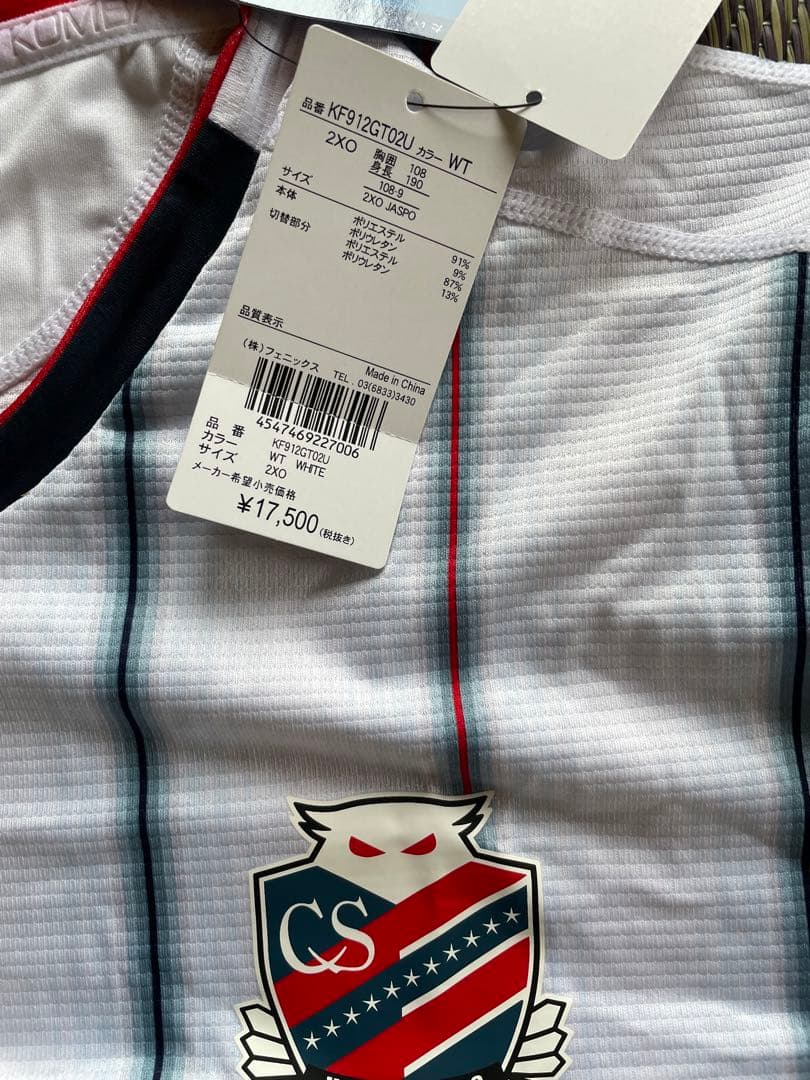 KOMBA
品番 KF912GT02U カラー WT
2XO 胸囲 108
身長 190
サイズ 108-9
2XO JASPO
本体 ポリエステル 91%
ポリウレタン 9%
切替部分 ポリエステル 87%
ポリウレタン 13%
品質表示
(株)フェニックス Made in China
TEL. 03(6833)3430
4547469227006
品番 KF912GT02U
カラー WT WHITE
サイズ 2XO
メーカー希望小売価格
¥17,500(税抜き)
CS